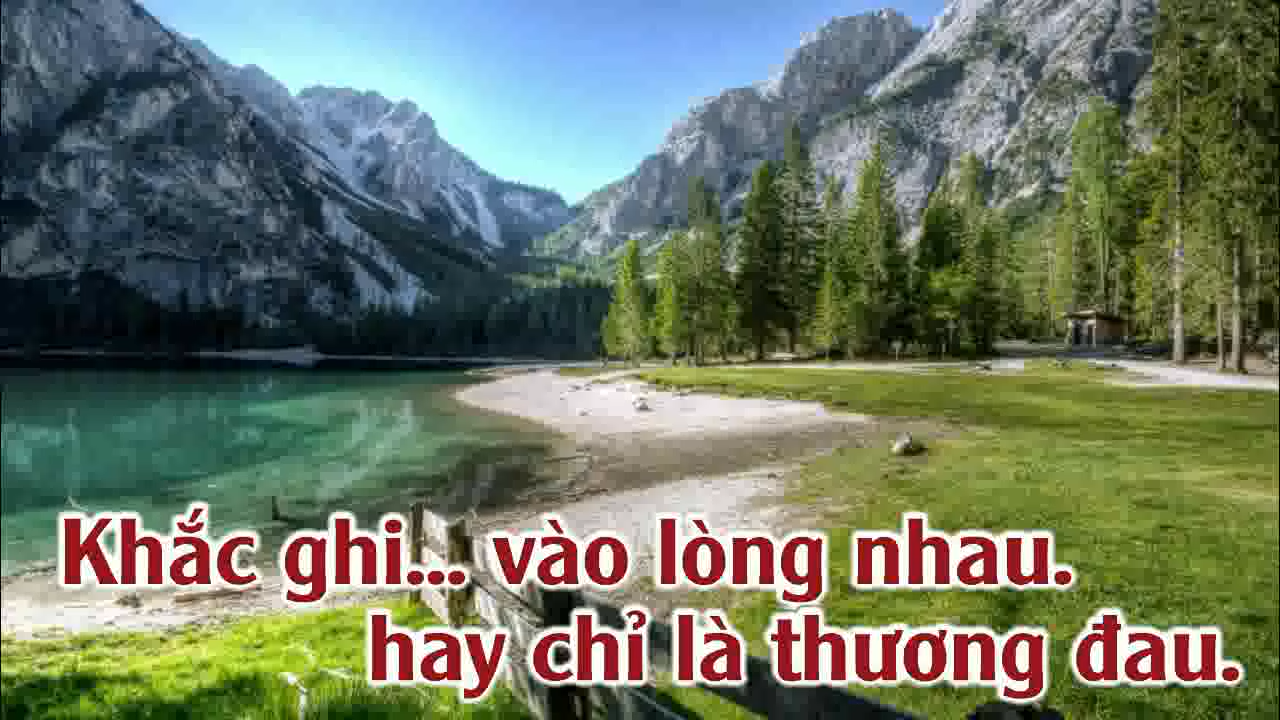 Khắc ghi... vào lòng nhau.
hay chỉ là thương đau.